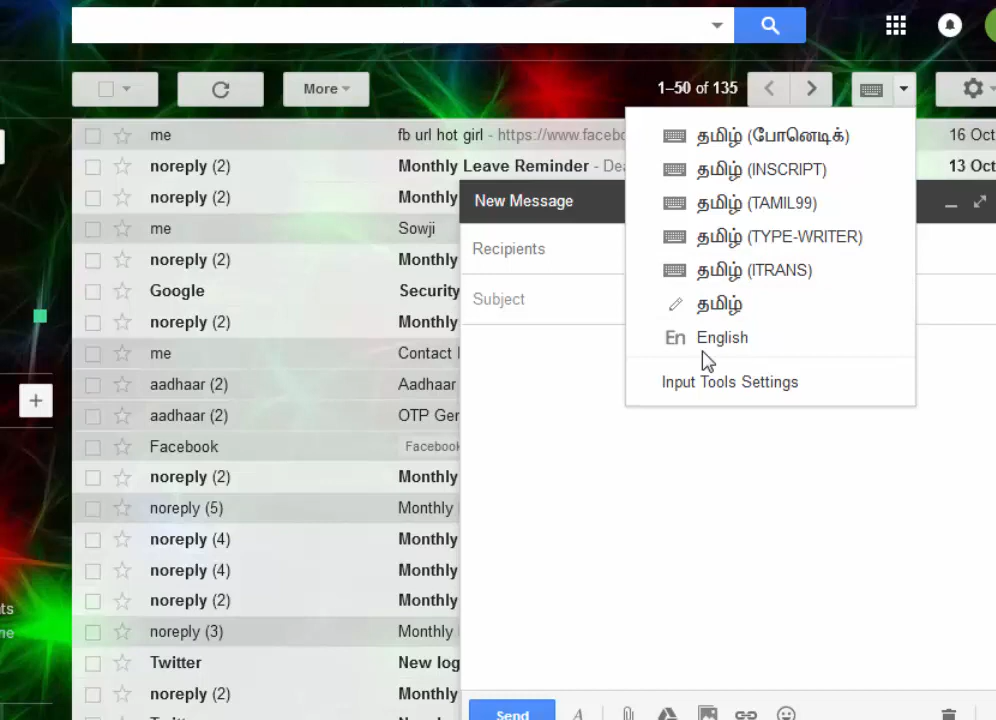 More
1–50 of 135
me
fb url hot girl - https://www.faceb
16 Oct
noreply (2)
Monthly Leave Reminder - Dea
13 Oct
noreply (2)
Monthly
me
Sowji
noreply (2)
Monthly
Google
Security
noreply (2)
Monthly
me
Contact
aadhaar (2)
Aadhaar
aadhaar (2)
OTP Ger
Facebook
Facebook
noreply (2)
Monthly
noreply (5)
Monthly
noreply (4)
Monthly
noreply (4)
Monthly
noreply (2)
Monthly
noreply (3)
Monthly
Twitter
New log
noreply (2)
Monthly
New Message
Recipients
Subject
தமிழ் (போனெடிக்)
தமிழ் (INSCRIPT)
தமிழ் (TAMIL99)
தமிழ் (TYPE-WRITER)
தமிழ் (ITRANS)
தமிழ்
En English
Input Tools Settings
Send